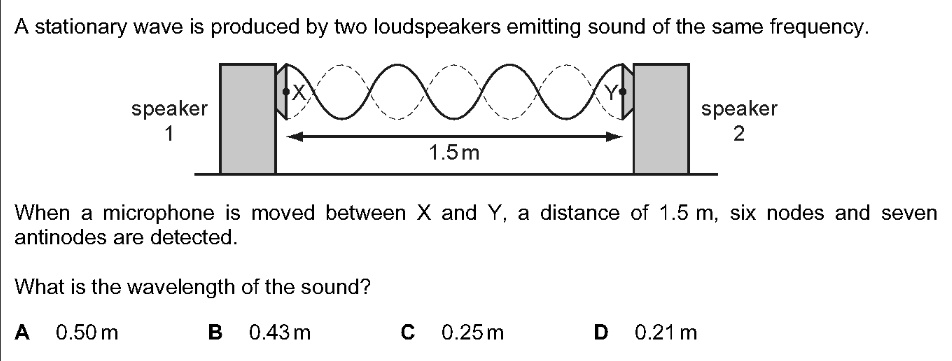 A stationary wave is produced by two loudspeakers emitting sound of the same frequency.
speaker
1
X
Y
speaker
2
1.5 m
When a microphone is moved between X and Y, a distance of 1.5 m, six nodes and seven
antinodes are detected.
What is the wavelength of the sound?
A 0.50 m B 0.43 m C 0.25 m D 0.21 m